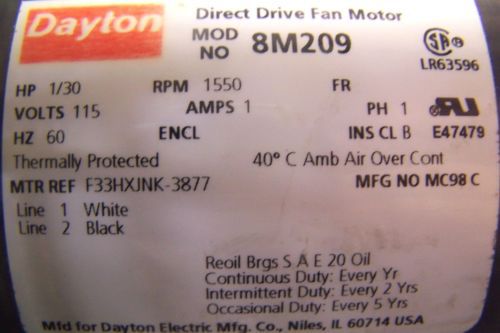 Dayton Direct Drive Fan Motor
MOD NO 8M209
SA
LR63596
HP 1/30 RPM 1550 FR
VOLTS 115 AMPS 1 PH 1
HZ 60 ENCL INS CL B E47479
Thermally Protected 40° C Amb Air Over Cont
MTR REF F33HXJNK-3877 MFG NO MC98 C
Line 1 White
Line 2 Black
Reoil Brgs S A E 20 Oil
Continuous Duty: Every Yr
Intermittent Duty: Every 2 Yrs
Occasional Duty: Every 5 Yrs
Mfd for Dayton Electric Mfg. Co., Niles, IL 60714 USA